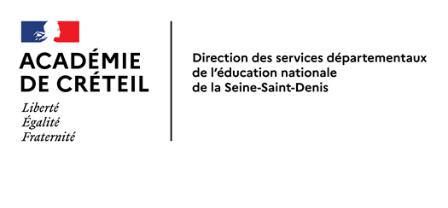 ACADÉMIE
DE CRÉTEIL
Liberté
Égalité
Fraternité
Direction des services départementaux
de l'éducation nationale
de la Seine-Saint-Denis